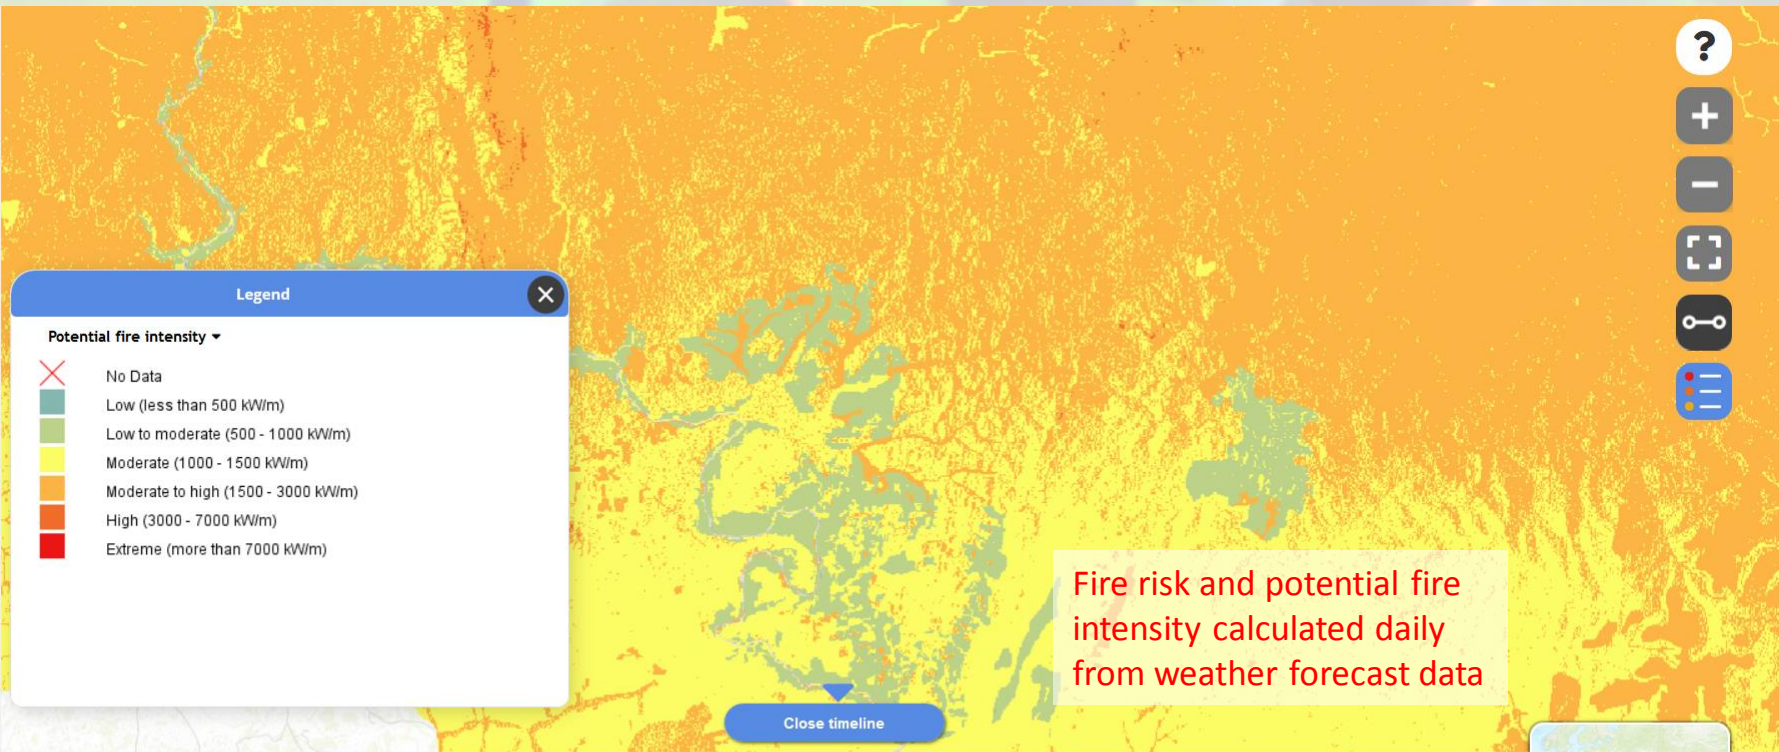 ?
Legend
Potential fire intensity
No Data
Low (less than 500 kW/m)
Low to moderate (500 - 1000 kW/m)
Moderate (1000 - 1500 kW/m)
Moderate to high (1500 - 3000 kW/m)
High (3000 - 7000 kW/m)
Extreme (more than 7000 kW/m)
Fire risk and potential fire
intensity calculated daily
from weather forecast data
Close timeline